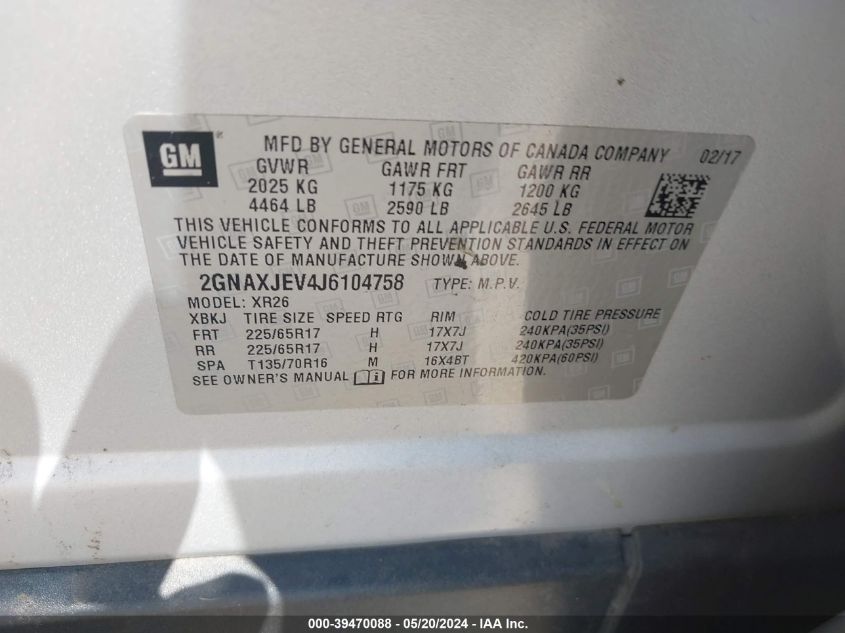 GM ® MFD BY GENERAL MOTORS OF CANADA COMPANY 02/17
GVWR GAWR FRT GAWR RR
2025 KG 1175 KG 1200 KG
4464 LB 2590 LB 2645 LB
THIS VEHICLE CONFORMS TO ALL APPLICABLE U.S. FEDERAL MOTOR
VEHICLE SAFETY AND THEFT PREVENTION STANDARDS IN EFFECT ON
THE DATE OF MANUFACTURE SHOWN ABOVE.
2GNAXJEV4J6104758 TYPE: M.P.V.
MODEL: XR26
XBKJ TIRE SIZE SPEED RTG RIM COLD TIRE PRESSURE
FRT 225/65R17 H 17X7J 240KPA(35PSI)
RR 225/65R17 H 17X7J 240KPA(35PSI)
SPA T135/70R16 M 16X4BT 420KPA(60PSI)
SEE OWNER'S MANUAL i FOR MORE INFORMATION.
000-39470088 - 05/20/2024 - IAA Inc.